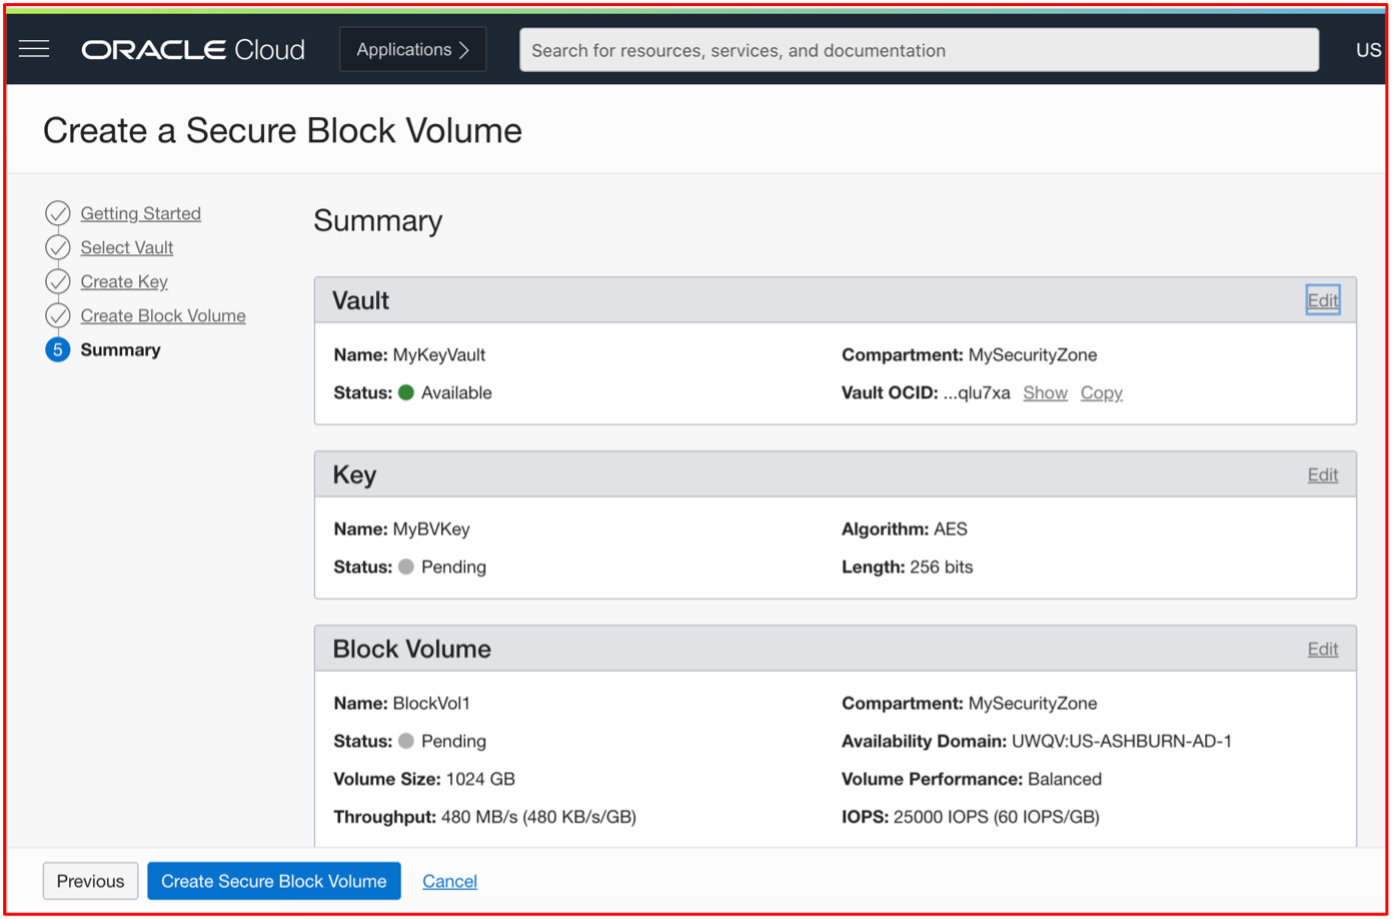 ORACLE Cloud
Applications
Search for resources, services, and documentation
US
Create a Secure Block Volume
Getting Started
Select Vault
Create Key
Create Block Volume
5 Summary
Summary
Vault Edit
Name: MyKeyVault Compartment: MySecurityZone
Status: Available Vault OCID: ...qlu7xa Show Copy
Key Edit
Name: MyBVKey Algorithm: AES
Status: Pending Length: 256 bits
Block Volume Edit
Name: BlockVol1 Compartment: MySecurityZone
Status: Pending Availability Domain: UWQV:US-ASHBURN-AD-1
Volume Size: 1024 GB Volume Performance: Balanced
Throughput: 480 MB/s (480 KB/s/GB) IOPS: 25000 IOPS (60 IOPS/GB)
Previous Create Secure Block Volume Cancel